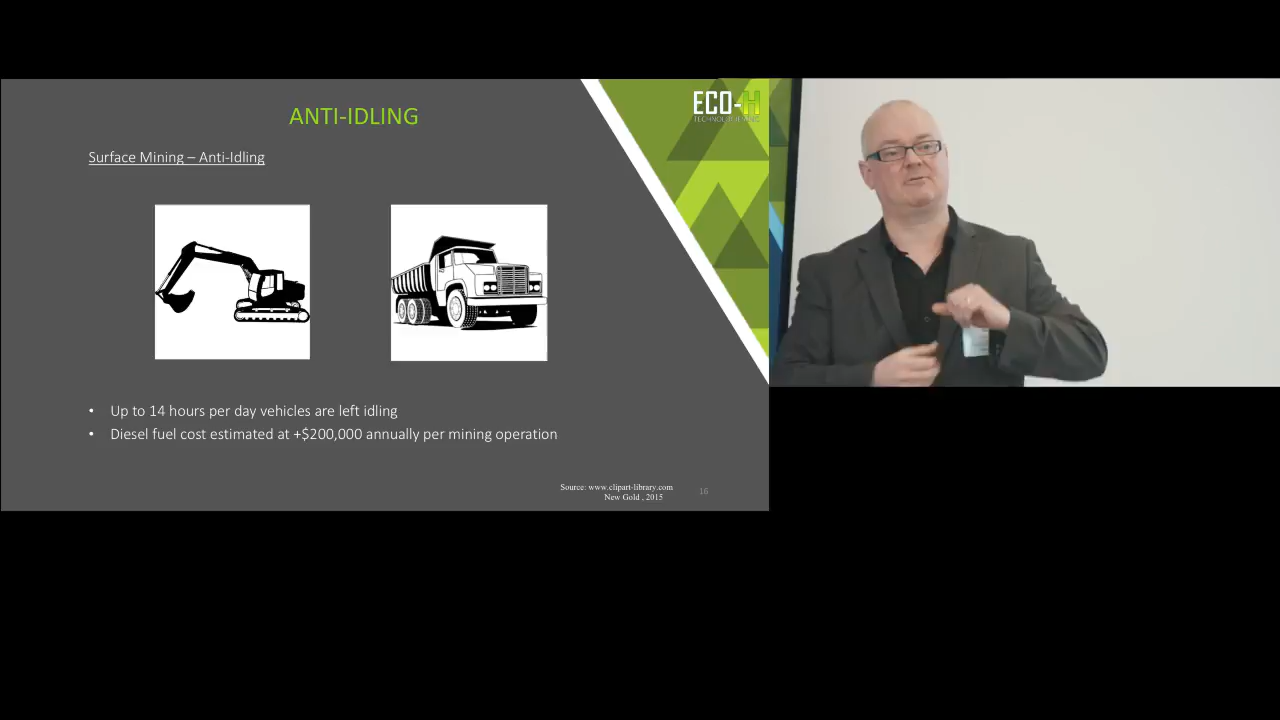 ANTI-IDLING
ECO-H
Surface Mining – Anti-Idling
• Up to 14 hours per day vehicles are left idling
• Diesel fuel cost estimated at +$200,000 annually per mining operation
Source: www.clipart-library.com
New Gold , 2015
16